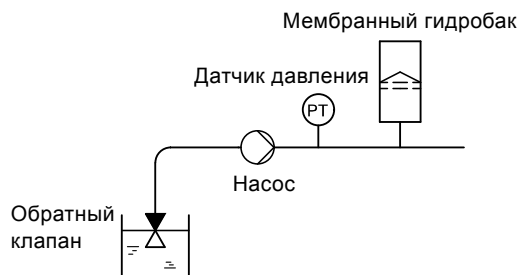 Мембранный гидробак
Датчик давления
PT
Насос
Обратный
клапан